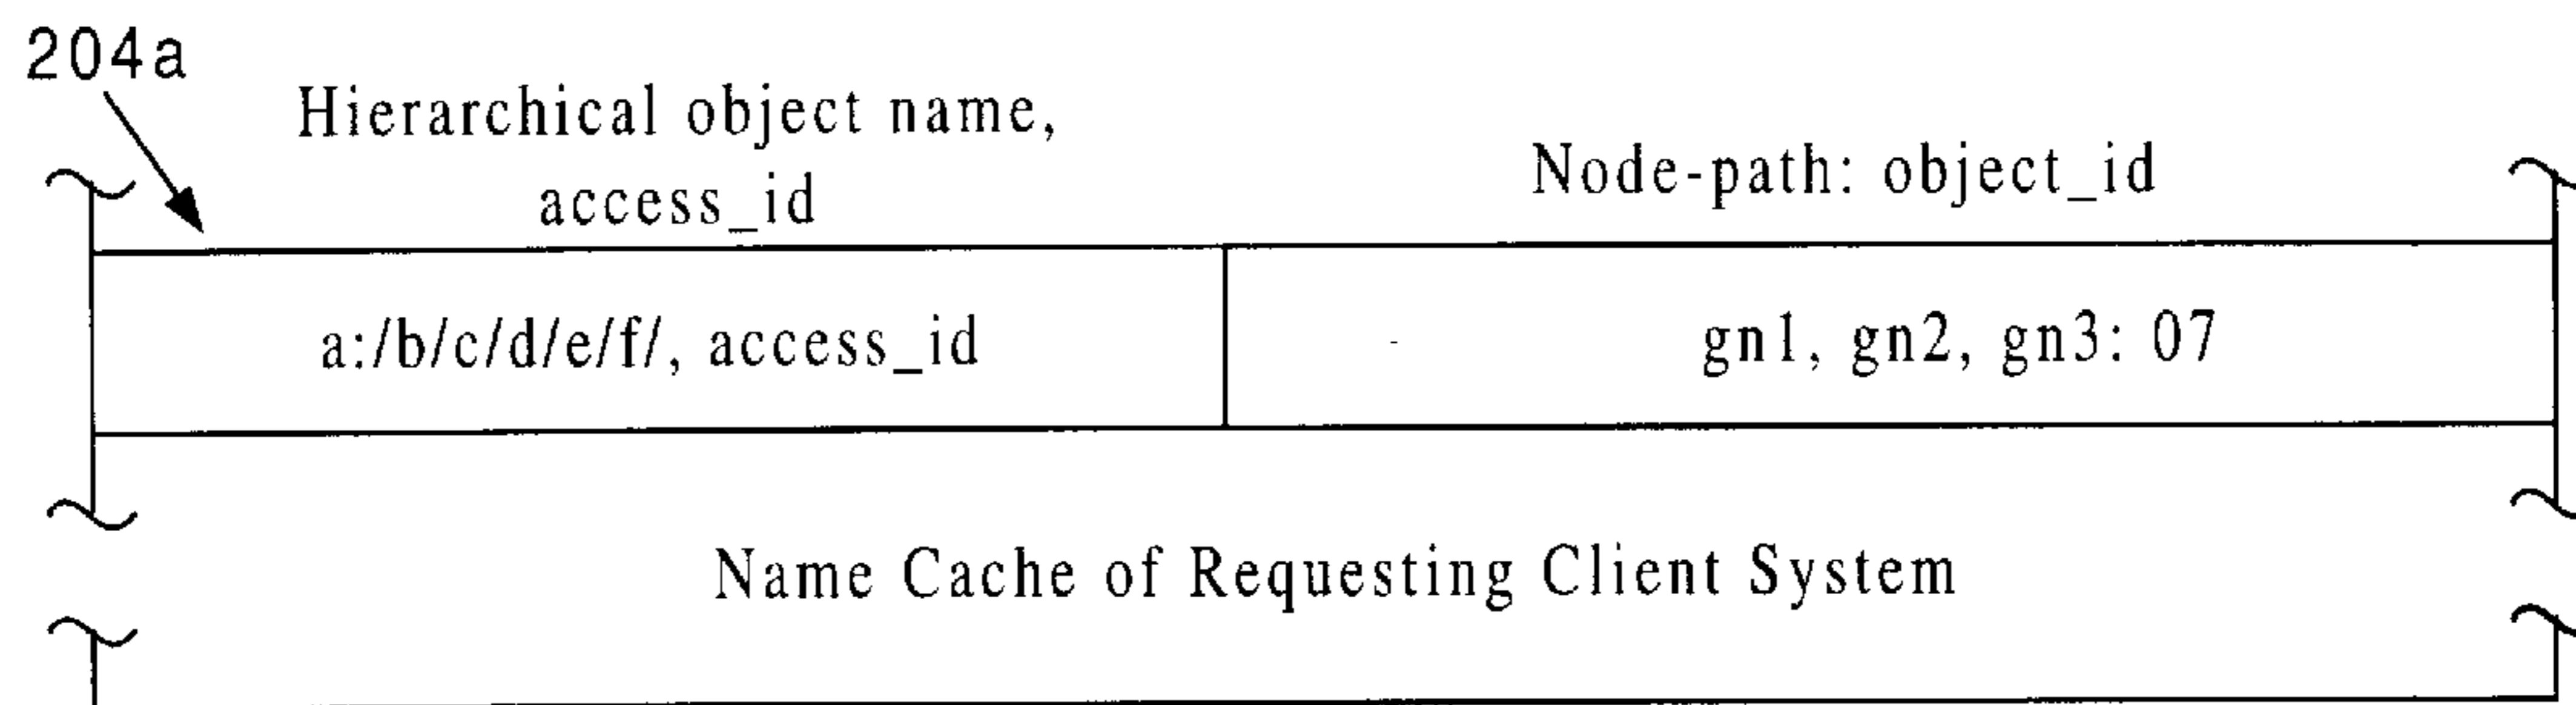 204a
Hierarchical object name,
access_id
Node-path: object_id
a:/b/c/d/e/f/, access_id
gn1, gn2, gn3: 07
Name Cache of Requesting Client System